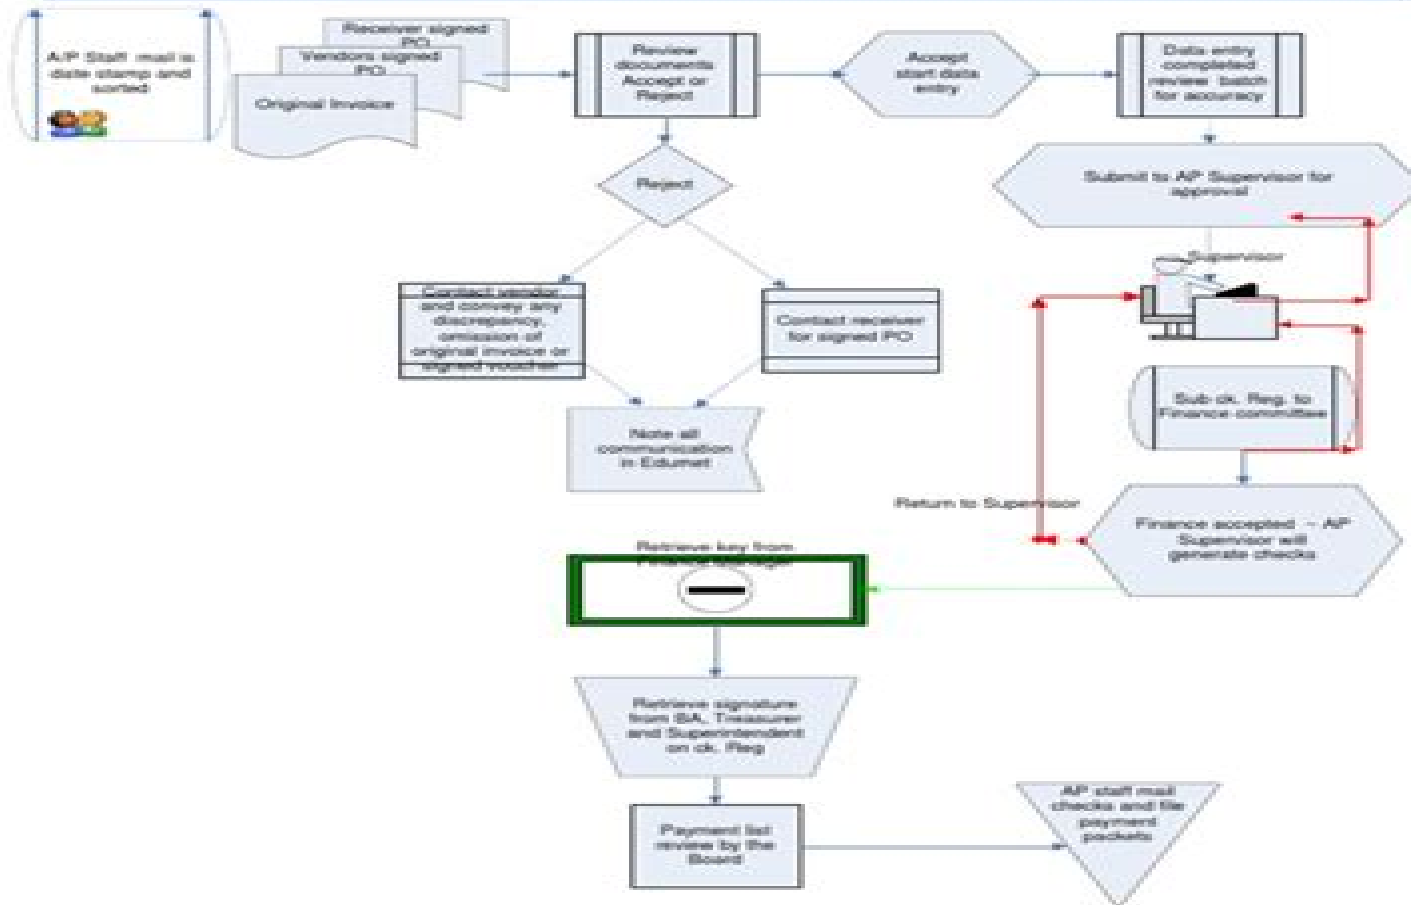 A/P Staff mail is
date stamp and
sorted
Receiver signed
PO
Vendors signed
PO
Original Invoice
Review
documents
Accept or
Reject
Accept
start data
entry
Data entry
completed
review batch
for accuracy
Reject
Submit to AP Supervisor for
approval
Supervisor
Contact vendor
and convey any
discrepancy,
omission of
original invoice or
signed voucher
Contact receiver
for signed PO
Sub ck. Reg. to
Finance committee
Note all
communication
in Edumet
Return to Supervisor
Finance accepted - AP
Supervisor will
generate checks
Retrieve key from
Finance Manager
Retrieve signature
from BA, Treasurer
and Superintendent
on ck. Reg
Payment list
review by the
Board
AP staff mail
checks and file
payment
packets